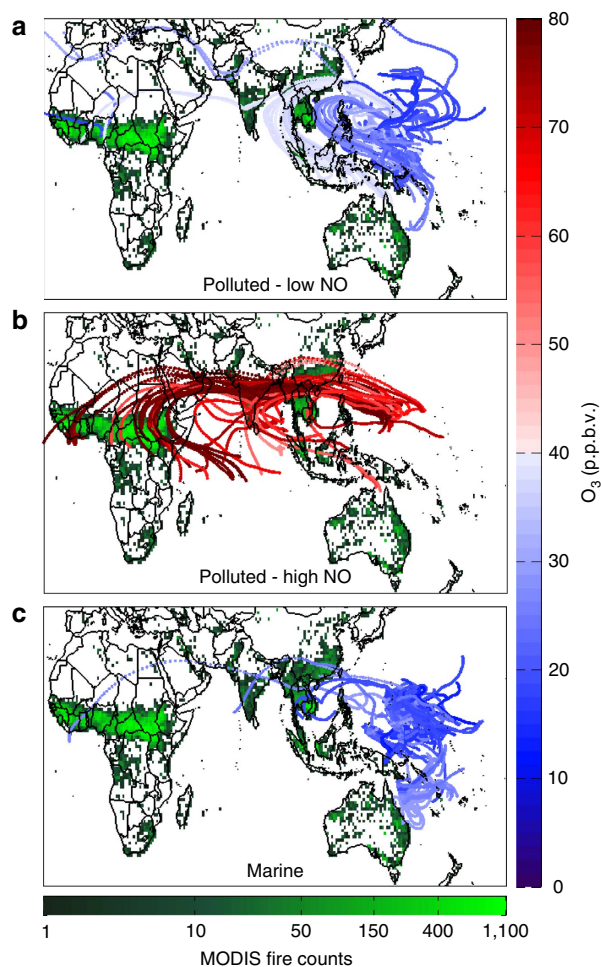 a
Polluted - low NO
b
Polluted - high NO
c
Marine
80
70
60
50
40
30
20
10
0
O3 (p.p.b.v.)
1 10 50 150 400 1,100
MODIS fire counts